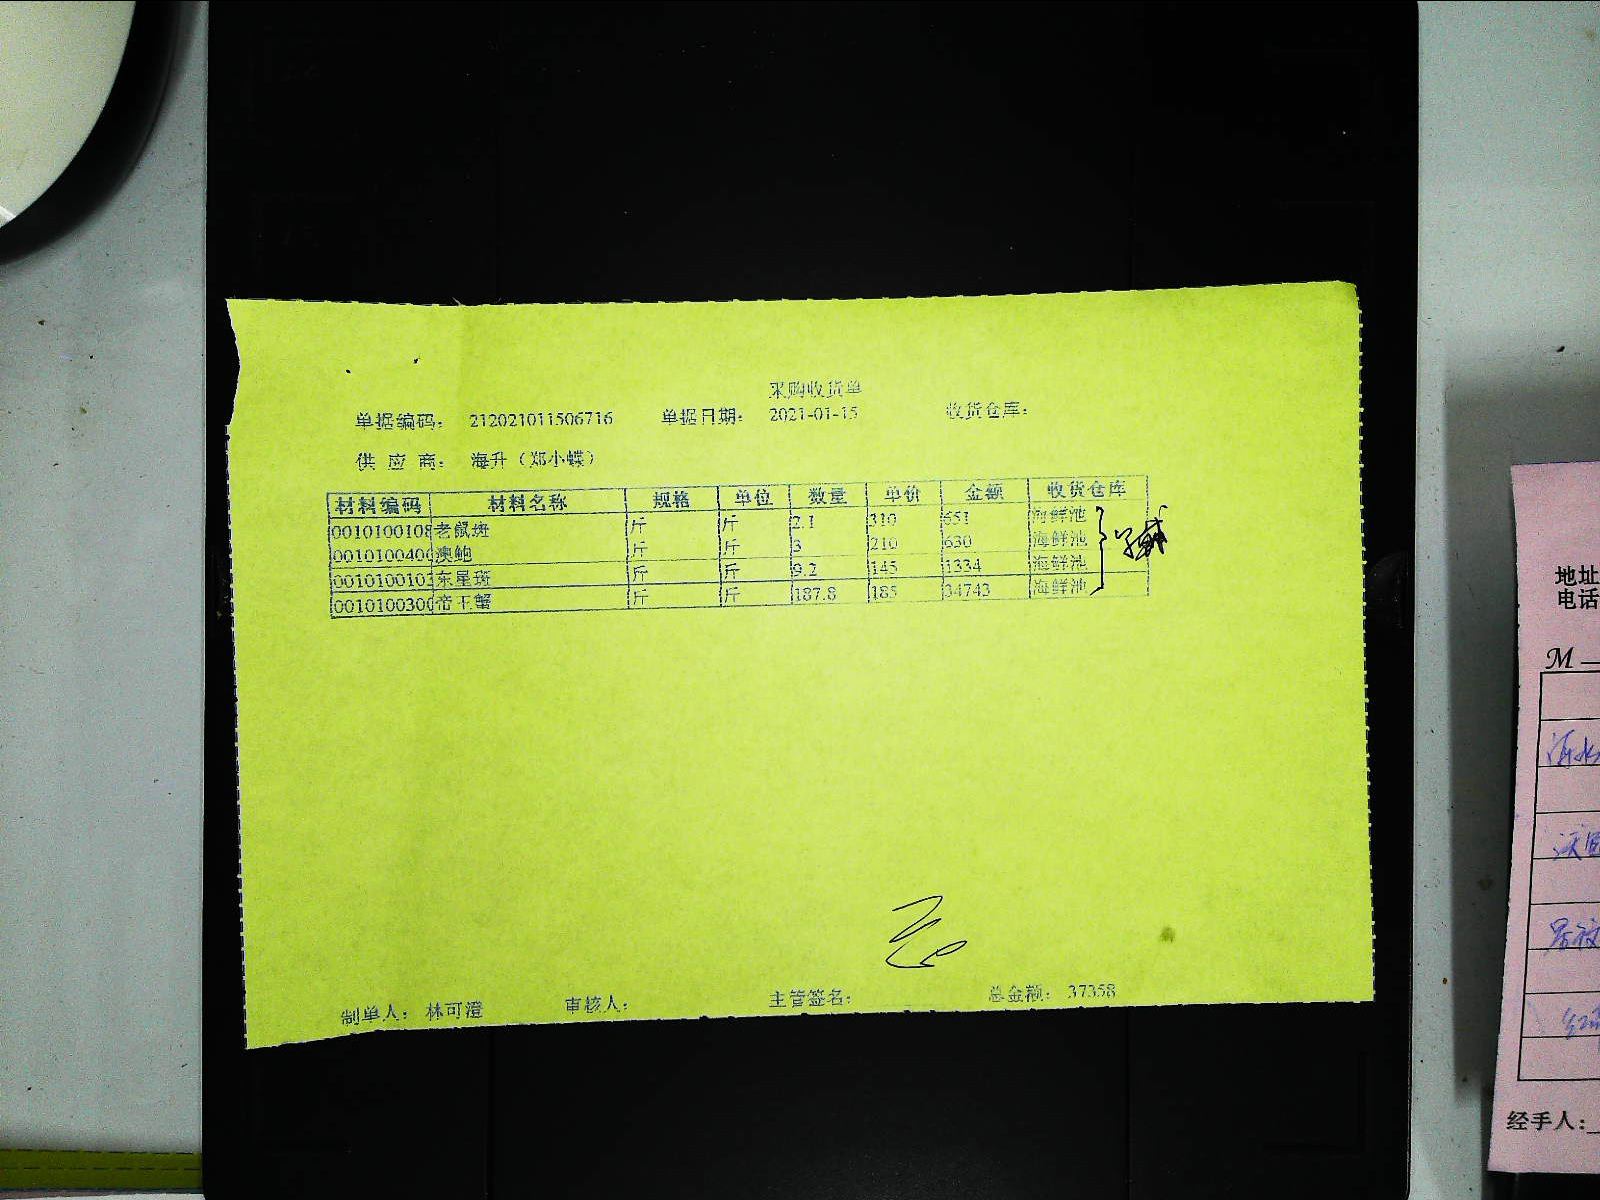 采购收货单
单据编码： 212021011506716 单据日期： 2021-01-15 收货仓库：
供 应 商： 海升（郑小蝶）
材料编码 材料名称 规格 单位 数量 单价 金额 收货仓库
0010100108 老鼠斑 斤 斤 2.1 310 651 海鲜池
001010040 澳鲍 斤 斤 3 210 630 海鲜池
001010010 东星斑 斤 斤 9.2 145 1334 海鲜池
001010030 帝王蟹 斤 斤 187.8 185 34743 海鲜池
制单人： 林可澄 审核人： 主管签名： 总金额： 37358
地址
电话
M
经手人：